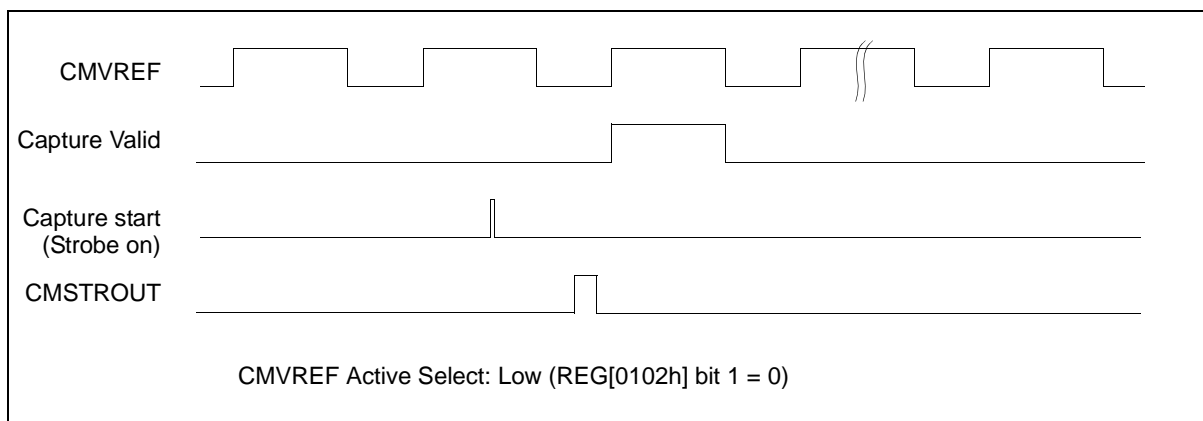 CMVREF
Capture Valid
Capture start
(Strobe on)
CMSTROUT
CMVREF Active Select: Low (REG[0102h] bit 1 = 0)